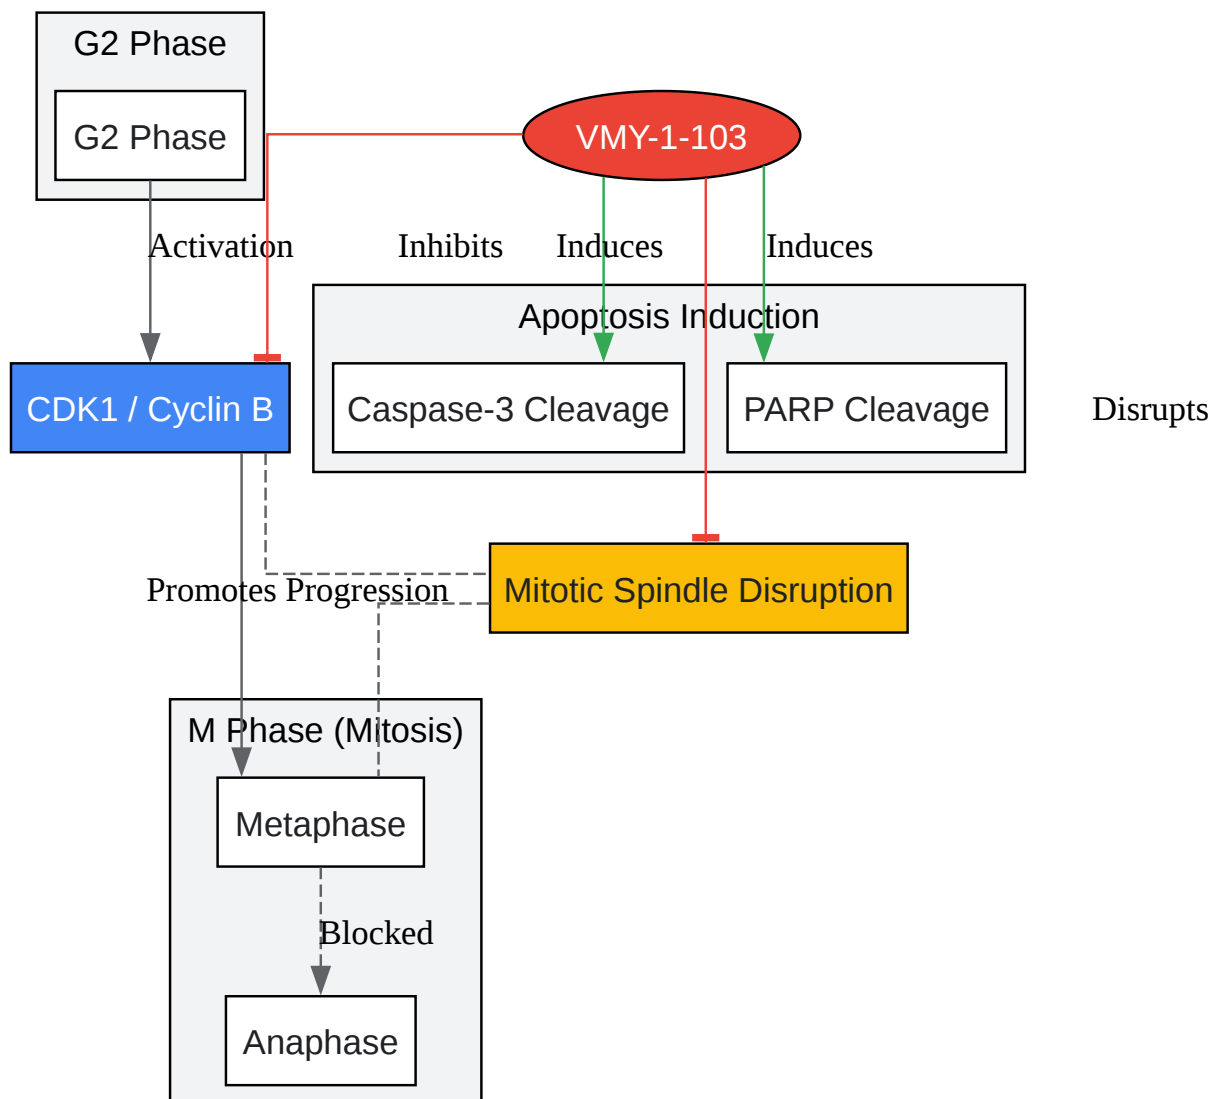 G2 Phase
G2 Phase
VMY-1-103
Activation
Inhibits
Induces
Induces
Apoptosis Induction
CDK1 / Cyclin B
Caspase-3 Cleavage
PARP Cleavage
Disrupts
Promotes Progression
Mitotic Spindle Disruption
M Phase (Mitosis)
Metaphase
Blocked
Anaphase